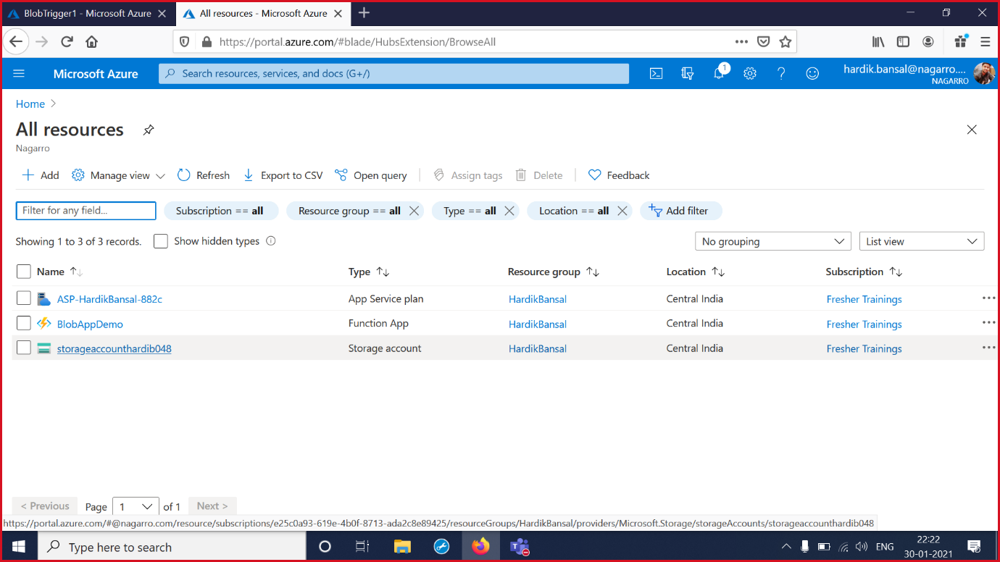 BlobTrigger1 - Microsoft Azure
All resources - Microsoft Azure
https://portal.azure.com/#blade/HubsExtension/BrowseAll
Microsoft Azure
Search resources, services, and docs (G+/)
1
hardik.bansal@nagarro....
NAGARRO
Home >
All resources
Nagarro
Add Manage view Refresh Export to CSV Open query Assign tags Delete Feedback
Filter for any field... Subscription == all Resource group == all Type == all Location == all Add filter
Showing 1 to 3 of 3 records. Show hidden types No grouping List view
Name Type Resource group Location Subscription
ASP-HardikBansal-882c App Service plan HardikBansal Central India Fresher Trainings
BlobAppDemo Function App HardikBansal Central India Fresher Trainings
storageaccounthardib048 Storage account HardikBansal Central India Fresher Trainings
< Previous Page 1 of 1 Next >
https://portal.azure.com/#@nagarro.com/resource/subscriptions/e25c0a93-619e-4b0f-8713-ada2c8e89425/resourceGroups/HardikBansal/providers/Microsoft.Storage/storageAccounts/storageaccounthardib048
Type here to search
ENG
22:22
30-01-2021